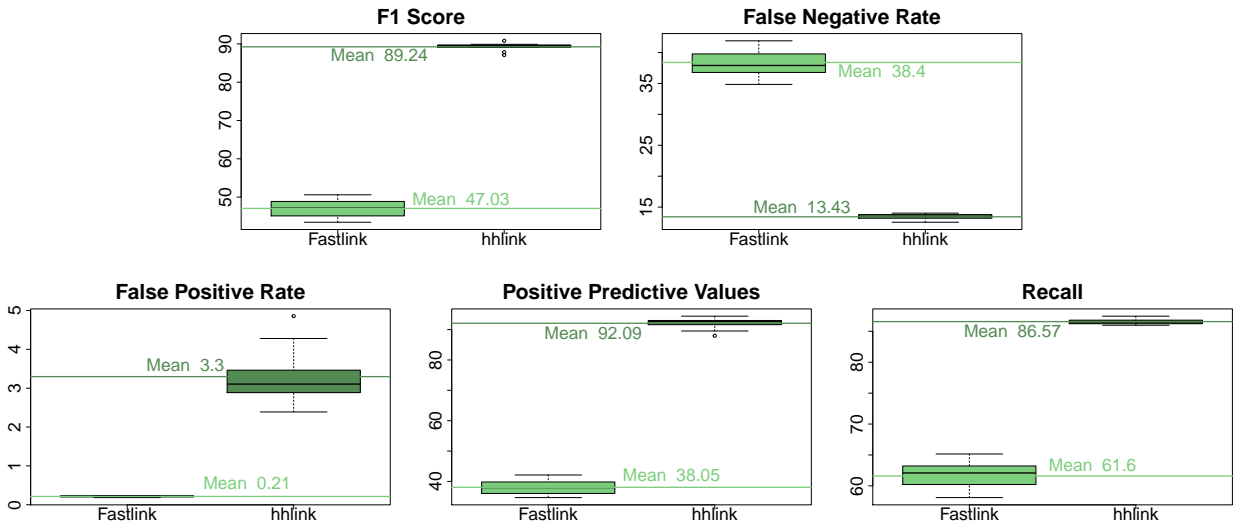 F1 Score
90
80
70
60
50
Mean 89.24
Mean 47.03
Fastlink
hhlink
False Negative Rate
35
25
15
Mean 38.4
Mean 13.43
Fastlink
hhlink
False Positive Rate
5
4
3
2
1
0
Mean 3.3
Mean 0.21
Fastlink
hhlink
Positive Predictive Values
80
60
40
Mean 92.09
Mean 38.05
Fastlink
hhlink
Recall
80
70
60
Mean 86.57
Mean 61.6
Fastlink
hhlink